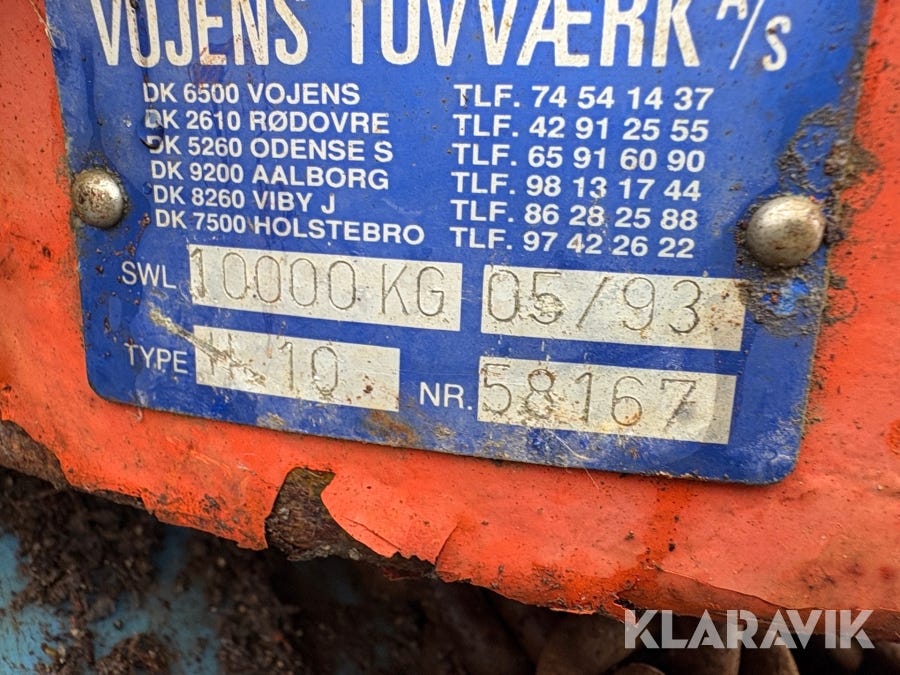 VOJENS TOVVÆRK A/S
DK 6500 VOJENS TLF. 74 54 14 37
DK 2610 RØDOVRE TLF. 42 91 25 55
DK 5260 ODENSE S TLF. 65 91 60 90
DK 9200 AALBORG TLF. 98 13 17 44
DK 8260 VIBY J TLF. 86 28 25 88
DK 7500 HOLSTEBRO TLF. 97 42 26 22
SWL 10000 KG 05/93
TYPE 10 NR. 58167
KLARAVIK